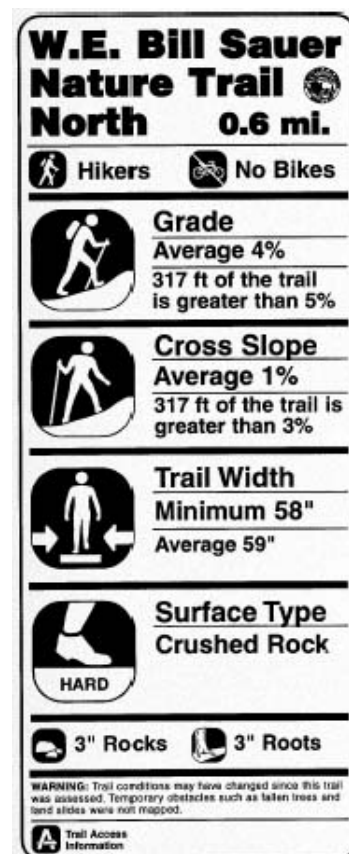 W.E. Bill Sauer
Nature Trail
North 0.6 mi.
Hikers No Bikes
Grade
Average 4%
317 ft of the trail
is greater than 5%
Cross Slope
Average 1%
317 ft of the trail is
greater than 3%
Trail Width
Minimum 58"
Average 59"
Surface Type
Crushed Rock
HARD
3" Rocks 3" Roots
WARNING: Trail conditions may have changed since this trail
was assessed. Temporary obstacles such as fallen trees and
land slides were not mapped.
A Trail Access
Information